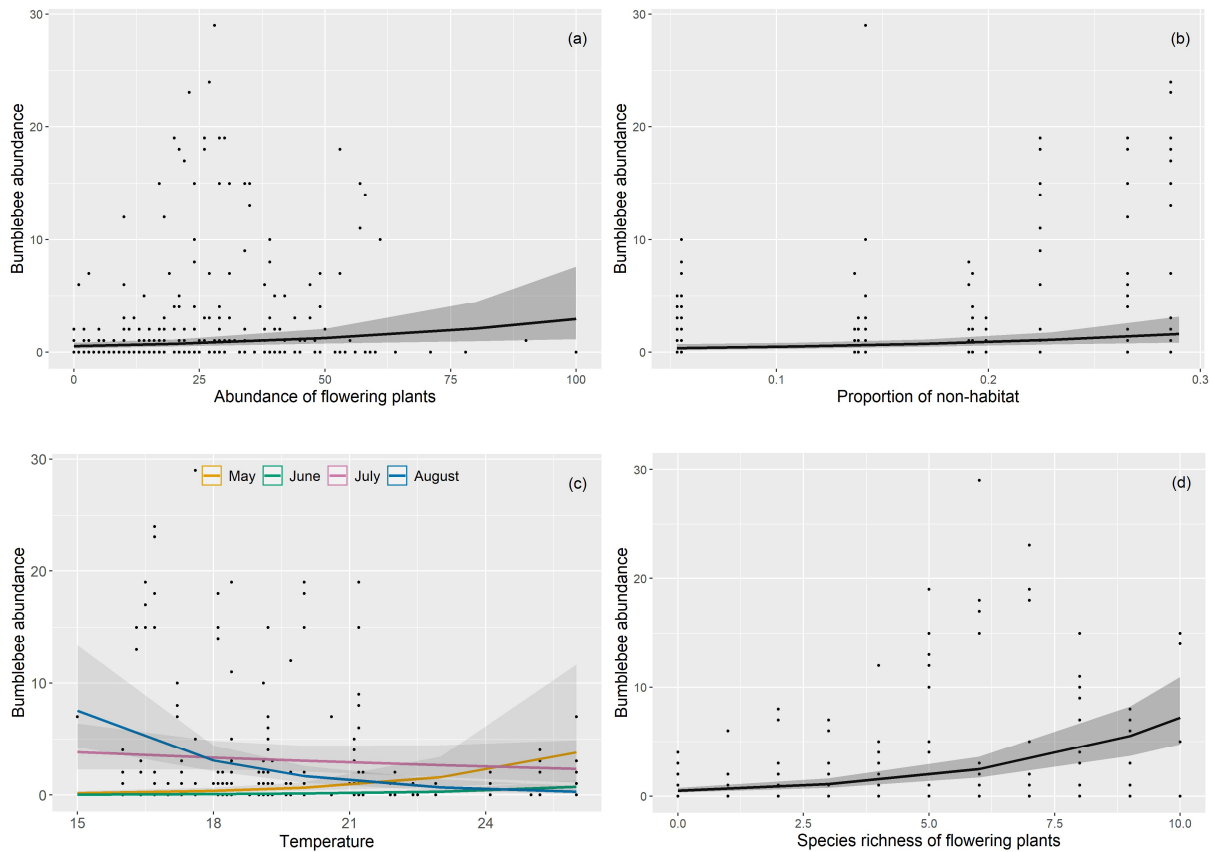 30
20
10
0
Bumblebee abundance
(a)
0
25
50
75
100
Abundance of flowering plants
30
20
10
0
Bumblebee abundance
(b)
0.1
0.2
0.3
Proportion of non-habitat
30
20
10
0
Bumblebee abundance
May June July August
(c)
15
18
21
24
Temperature
30
20
10
0
Bumblebee abundance
(d)
0.0
2.5
5.0
7.5
10.0
Species richness of flowering plants